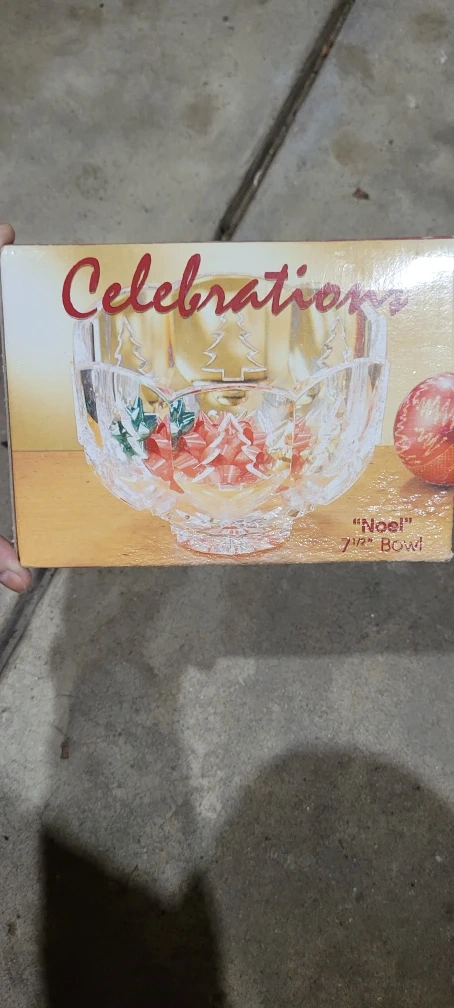 Celebrations
"Noel"
7 1/2" Bowl